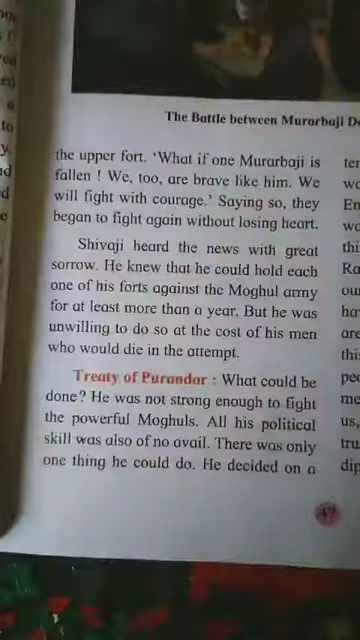 The Battle between Murarbaji
the upper fort. 'What if one Murarbaji is
fallen ! We, too, are brave like him. We
will fight with courage.' Saying so, they
began to fight again without losing heart.
Shivaji heard the news with great
sorrow. He knew that he could hold each
one of his forts against the Moghul army
for at least more than a year. But he was
unwilling to do so at the cost of his men
who would die in the attempt.
Treaty of Purandar : What could be
done? He was not strong enough to fight
the powerful Moghuls. All his political
skill was also of no avail. There was only
one thing he could do. He decided on a
47